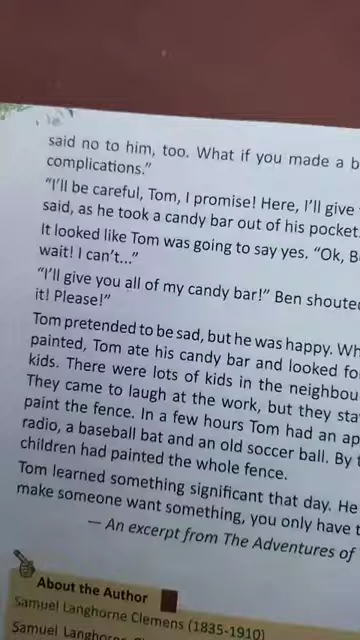 said no to him, too. What if you made a
complications."
"I'll be careful, Tom, I promise! Here, I'll give
said, as he took a candy bar out of his pocket.
It looked like Tom was going to say yes. "Ok,
wait! I can't..."
"I'll give you all of my candy bar!" Ben shouted
it! Please!"
Tom pretended to be sad, but he was happy.
painted, Tom ate his candy bar and looked
kids. There were lots of kids in the
They came to laugh at the work, but they
paint the fence. In a few hours Tom had an
radio, a baseball bat and an old soccer ball. By
children had painted the whole fence.
Tom learned something significant that day. He
make someone want something, you only have
— An excerpt from The Adventures of
About the Author
Samuel Langhorne Clemens (1835-1910)
Samuel